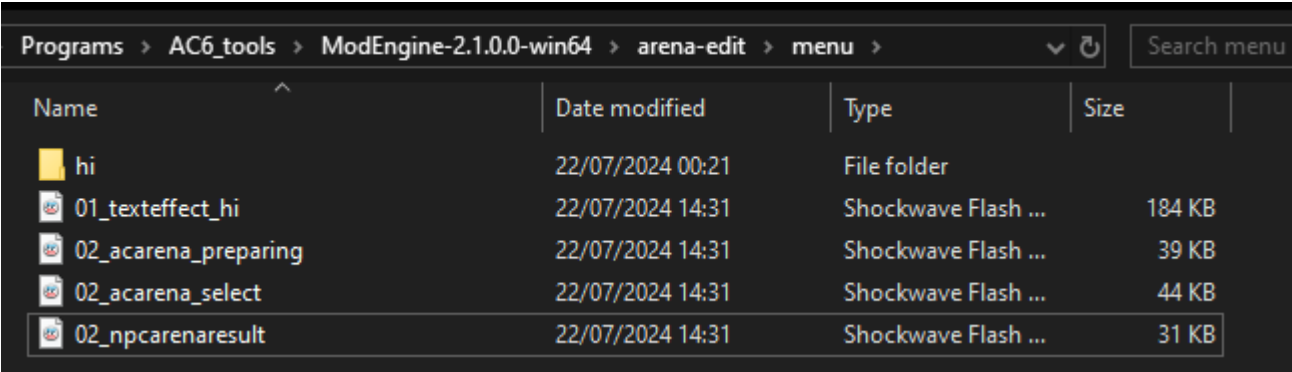 Programs > AC6_tools > ModEngine-2.1.0.0-win64 > arena-edit > menu > Search menu
Name Date modified Type Size
hi 22/07/2024 00:21 File folder
01_texteffect_hi 22/07/2024 14:31 Shockwave Flash ... 184 KB
02_acarena_preparing 22/07/2024 14:31 Shockwave Flash ... 39 KB
02_acarena_select 22/07/2024 14:31 Shockwave Flash ... 44 KB
02_npcarenaresult 22/07/2024 14:31 Shockwave Flash ... 31 KB